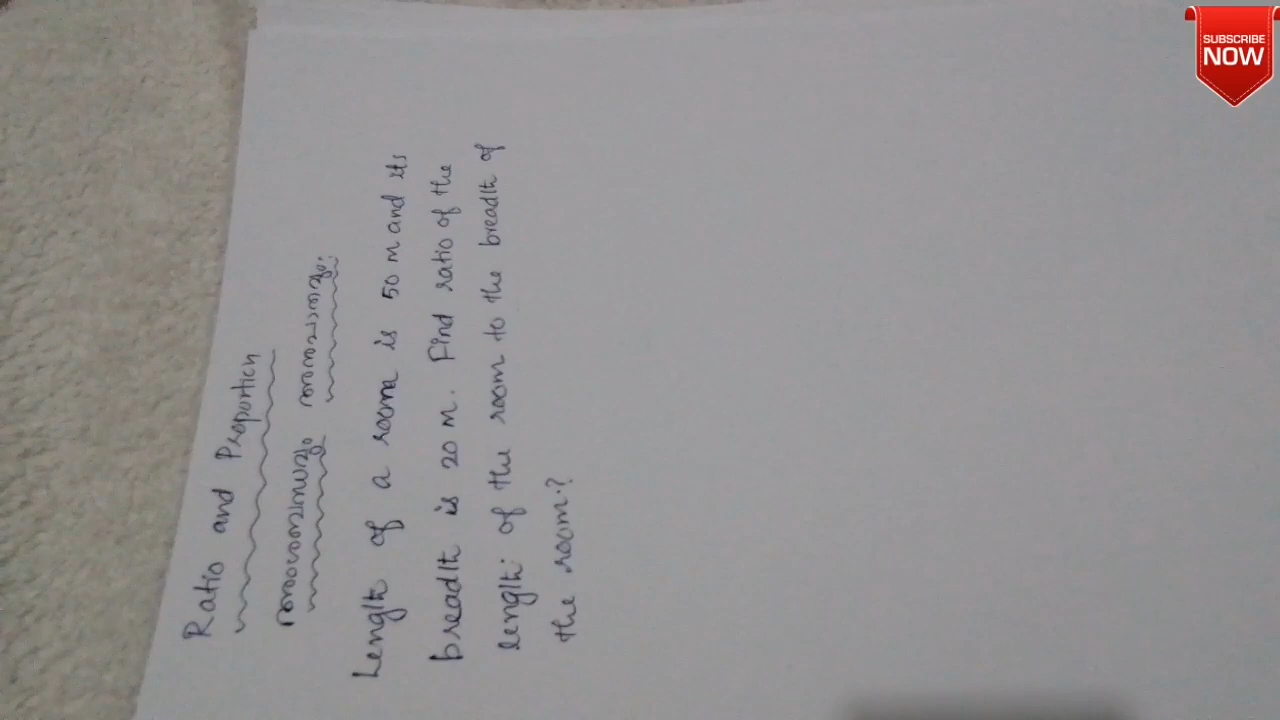 Ratio and Proportion
Length of a room is 50 m and its
breadth is 20 m. Find ratio of the
length of the room to the breadth of
the room?
SUBSCRIBE
NOW